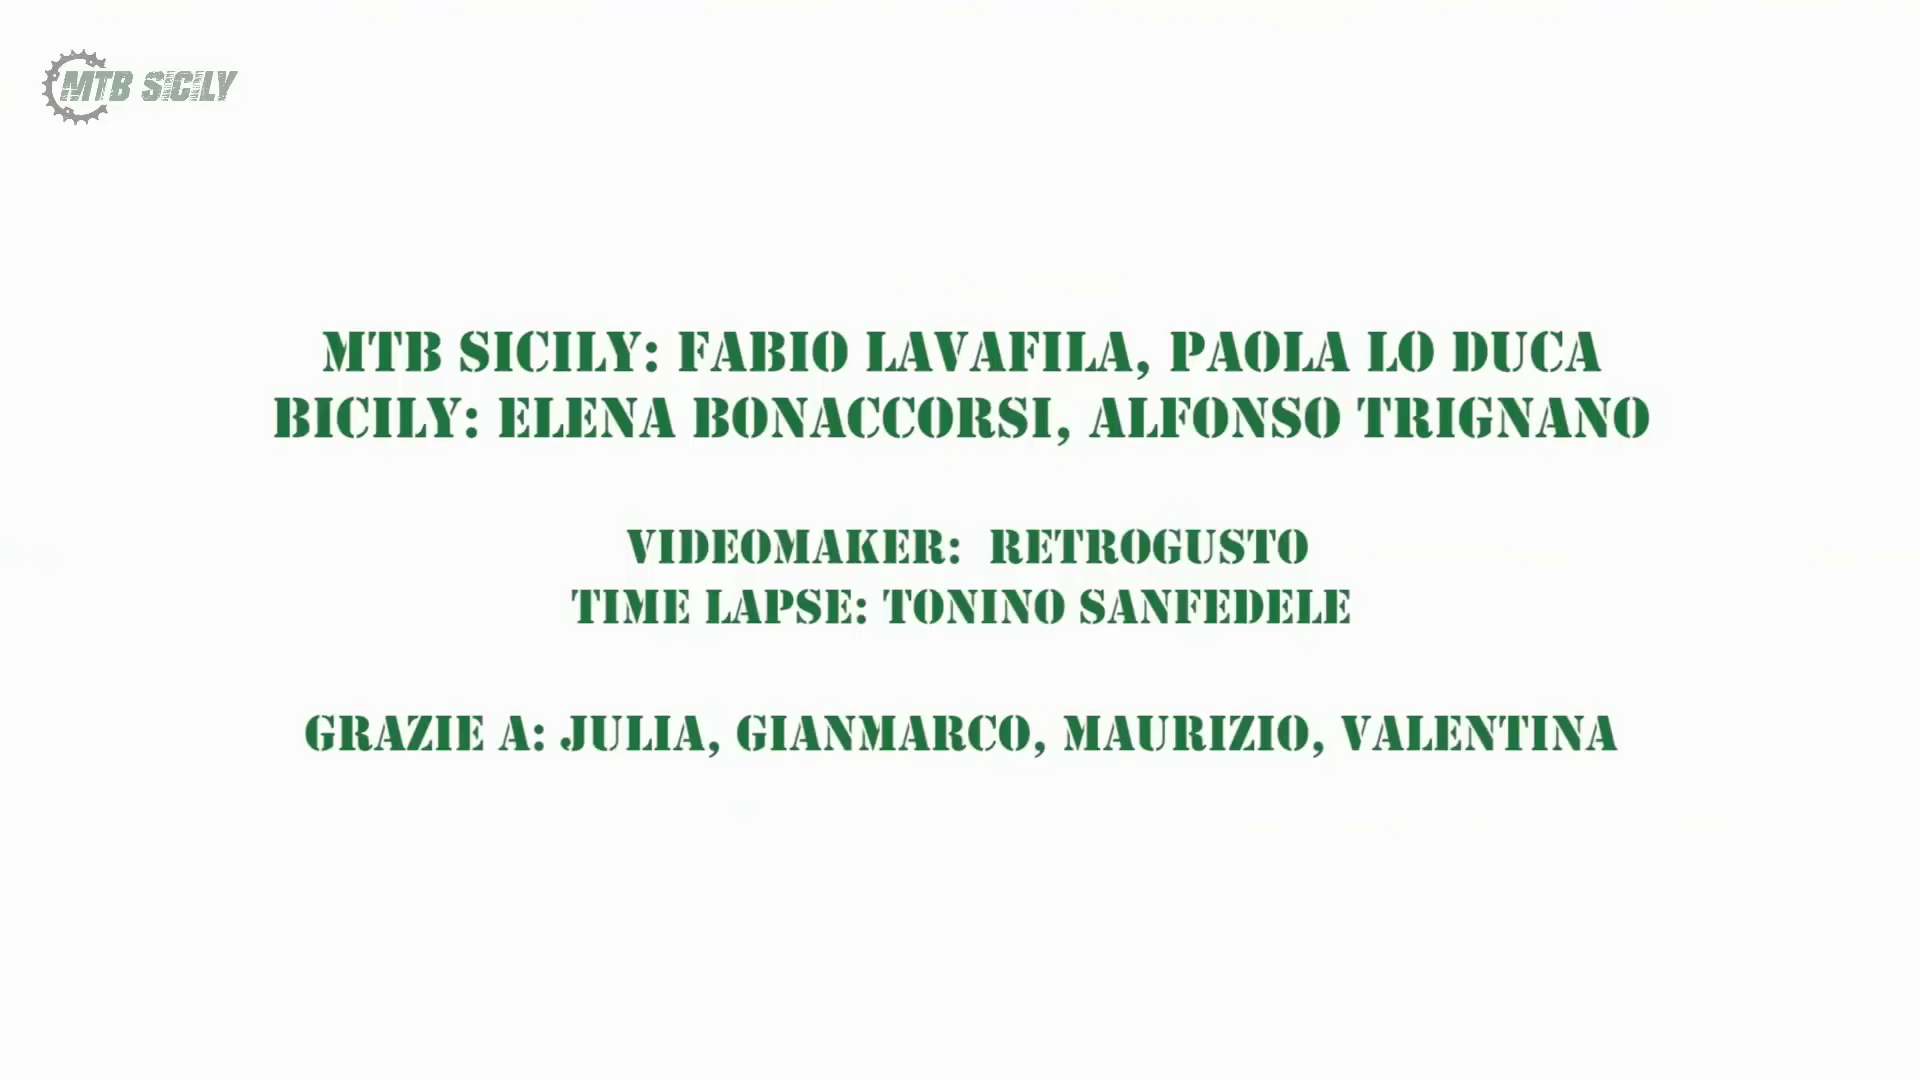 MTB SICILY
MTB SICILY: FABIO LAVAFILA, PAOLA LO DUCA
BICILY: ELENA BONACCORSI, ALFONSO TRIGNANO
VIDEOMAKER: RETROGUSTO
TIME LAPSE: TONINO SANFEDELE
GRAZIE A: JULIA, GIANMARCO, MAURIZIO, VALENTINA